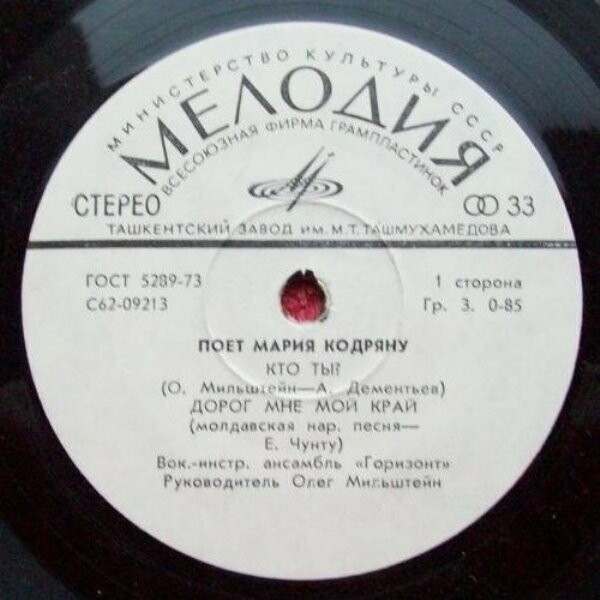 МИНИСТЕРСТВО КУЛЬТУРЫ СССР
МЕЛОДИЯ
ВСЕСОЮЗНАЯ ФИРМА ГРАМПЛАСТИНОК
СТЕРЕО 33
ТАШКЕНТСКИЙ ЗАВОД ИМ. М.Т. ТАШМУХАМЕДОВА
ГОСТ 5289-73 1 сторона
С62-09213 Гр. 3. 0-85
ПОЕТ МАРИЯ КОДРЯНУ
КТО ТЫ?
(О. Мильштейн—А. Дементьев)
ДОРОГ МНЕ МОЙ КРАЙ
(молдавская нар. песня—
Е. Чунту)
Вок.-инстр. ансамбль «Горизонт»
Руководитель Олег Мильштейн